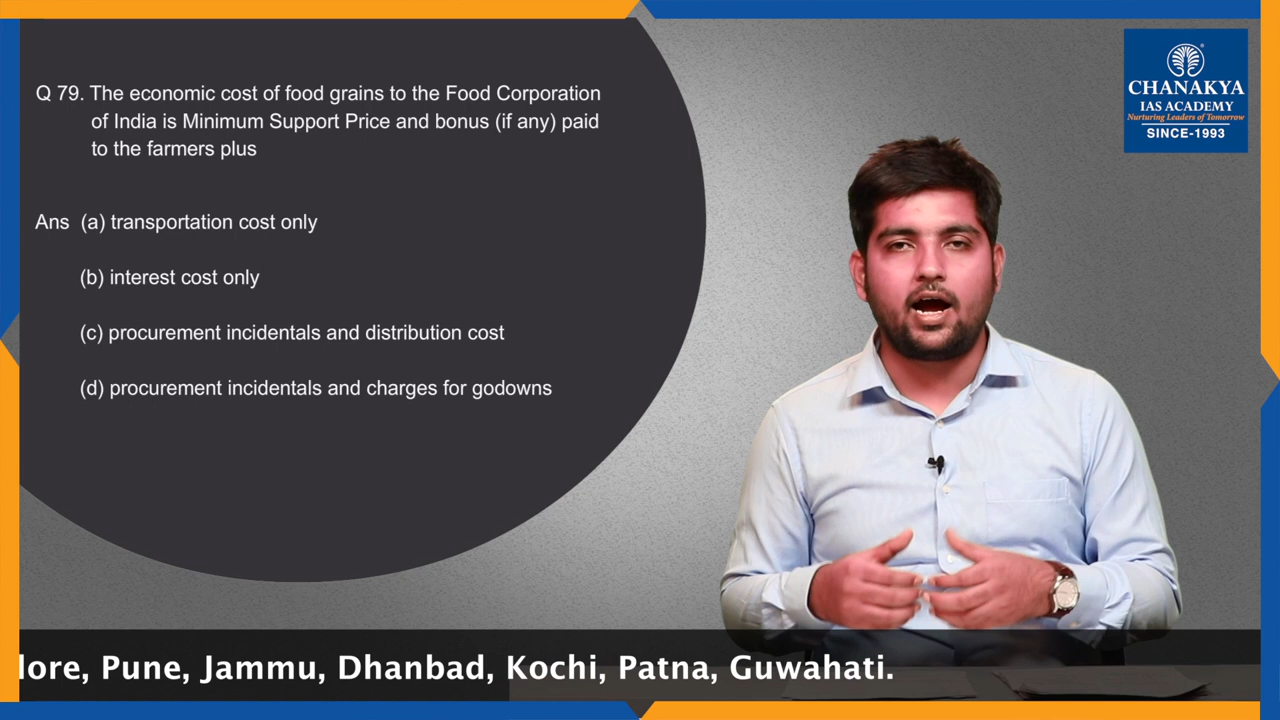 Q 79. The economic cost of food grains to the Food Corporation
of India is Minimum Support Price and bonus (if any) paid
to the farmers plus
Ans (a) transportation cost only
(b) interest cost only
(c) procurement incidentals and distribution cost
(d) procurement incidentals and charges for godowns
CHANAKYA
IAS ACADEMY
Nurturing Leaders of Tomorrow
SINCE-1993
Pune, Jammu, Dhanbad, Kochi, Patna, Guwahati.